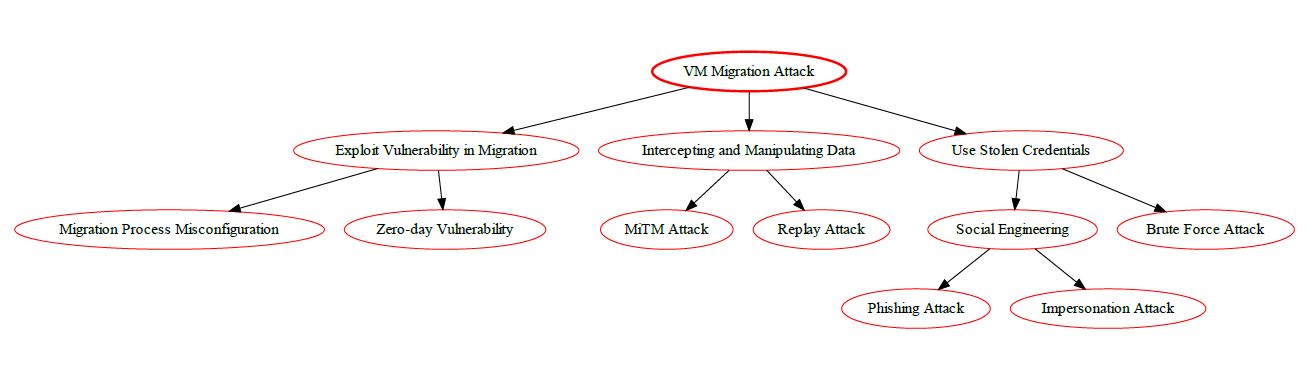 VM Migration Attack
Exploit Vulnerability in Migration
Intercepting and Manipulating Data
Use Stolen Credentials
Migration Process Misconfiguration
Zero-day Vulnerability
MiTM Attack
Replay Attack
Social Engineering
Brute Force Attack
Phishing Attack
Impersonation Attack